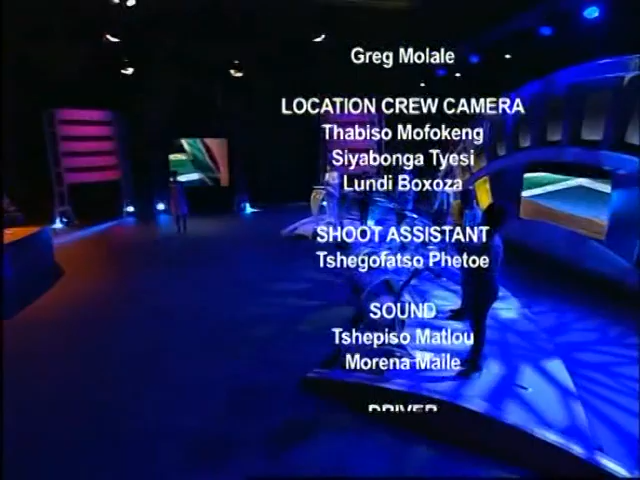 Greg Molale
LOCATION CREW CAMERA
Thabiso Mofokeng
Siyabonga Tyesi
Lundi Boxoza
SHOOT ASSISTANT
Tshegofatso Phetoe
SOUND
Tshepiso Matlou
Morena Maile
DRIVER